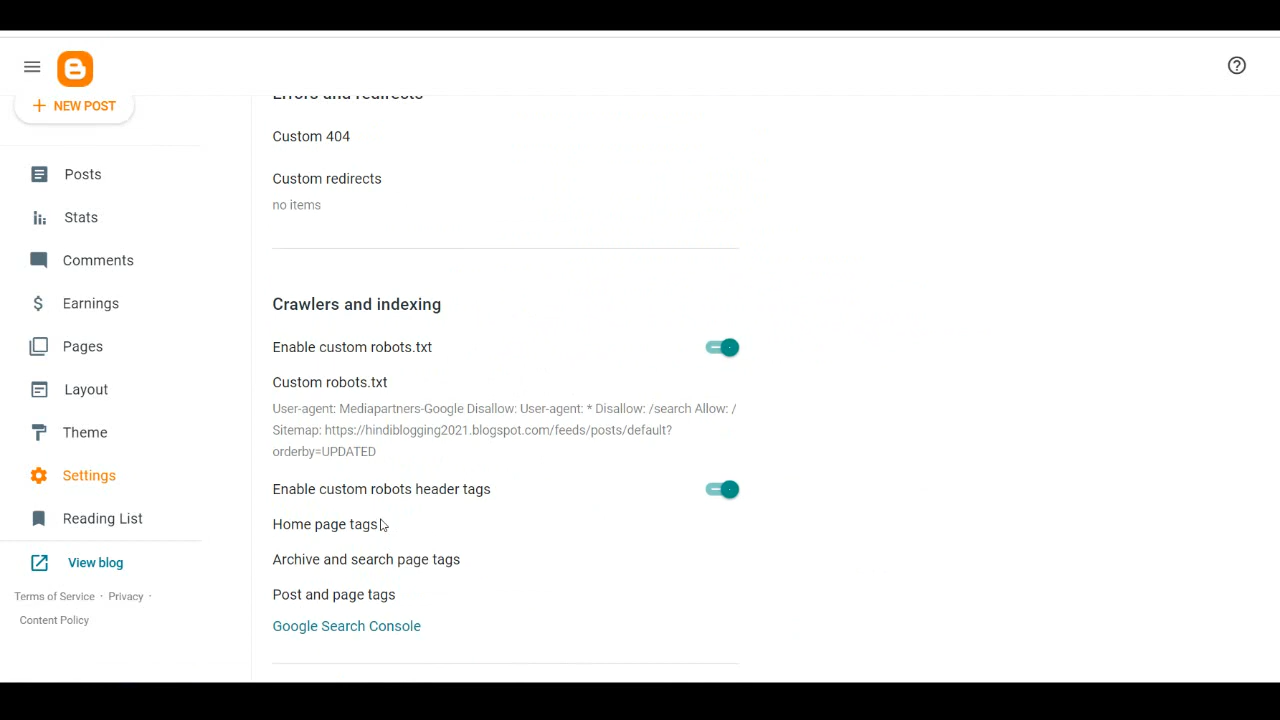 + NEW POST
Posts
Stats
Comments
Earnings
Pages
Layout
Theme
Settings
Reading List
View blog
Terms of Service · Privacy ·
Content Policy
Errors and redirects
Custom 404
Custom redirects
no items
Crawlers and indexing
Enable custom robots.txt
Custom robots.txt
User-agent: Mediapartners-Google Disallow: User-agent: * Disallow: /search Allow: /
Sitemap: https://hindiblogging2021.blogspot.com/feeds/posts/default?
orderby=UPDATED
Enable custom robots header tags
Home page tags
Archive and search page tags
Post and page tags
Google Search Console